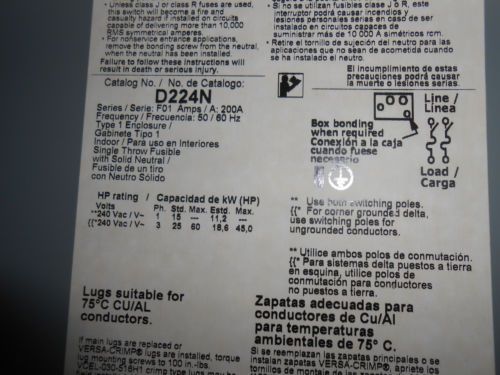 • Unless class J or class R fuses are used,
this switch will become a fire and
casualty hazard if installed on circuits
capable of delivering more than 10,000
RMS symmetrical amperes.
• For nonservice entrance applications,
remove the bonding screw from the neutral,
when the neutral has been installed.
Failure to follow these instructions will
result in death or serious injury.
• Si no se utilizan fusibles clase J ó R, este
interruptor podrá causar incendios y
lesiones personales serias en caso de ser
instalado en circuitos capaces de
suministrar más de 10 000 A simétricos rcm.
• Retire el tornillo de sujeción del neutro para las
aplicaciones que no sean de acometida cuando
se ha instalado el neutro.
El incumplimiento de estas
precauciones podrá causar
la muerte o lesiones serias.
Catalog No. / No. de Catalogo:
D224N
Series / Serie: F01 Amps / A: 200A
Frequency / Frecuencia: 50 / 60 Hz
Type 1 Enclosure /
Gabinete Tipo 1
Indoor / Para uso en Interiores
Single Throw Fusible
with Solid Neutral /
Fusible de un tiro
con Neutro Sólido
Line /
Línea
Box bonding
when required
Conexión a la caja
cuando fuese
necesario
Load /
Carga
HP rating / Capacidad de kW (HP)
Volts Ph. Std. Max. Estd. Max.
**240 Vac / V~ 1 15 --- 11,2 ---
{{*240 Vac / V~ 3 25 60 18,6 45,0
** Use both switching poles.
{{* For corner grounded delta,
use switching poles for
ungrounded conductors.
** Utilice ambos polos de conmutación.
{{* Para sistemas delta puestos a tierra
en esquina, utilice polos de
conmutación para conductores
no puestos a tierra.
Lugs suitable for
75°C CU/AL
conductors.
Zapatas adecuadas para
conductores de Cu/Al
para temperaturas
ambientales de 75° C.
If main lugs are replaced or
VERSA-CRIMP® lugs are installed, torque
lug mounting screws to 100 in.-lbs.
VCEL-030-516H1 crimp type lugs may be
Si se reemplazan las zapatas principales o se
instalan zapatas VERSA-CRIMP®, apriete los
tornillos de montaje de las